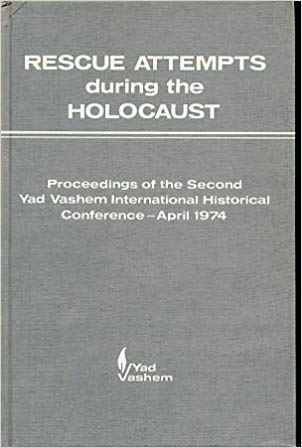 RESCUE ATTEMPTS
during the
HOLOCAUST
Proceedings of the Second
Yad Vashem International Historical
Conference – April 1974
Yad
Vashem